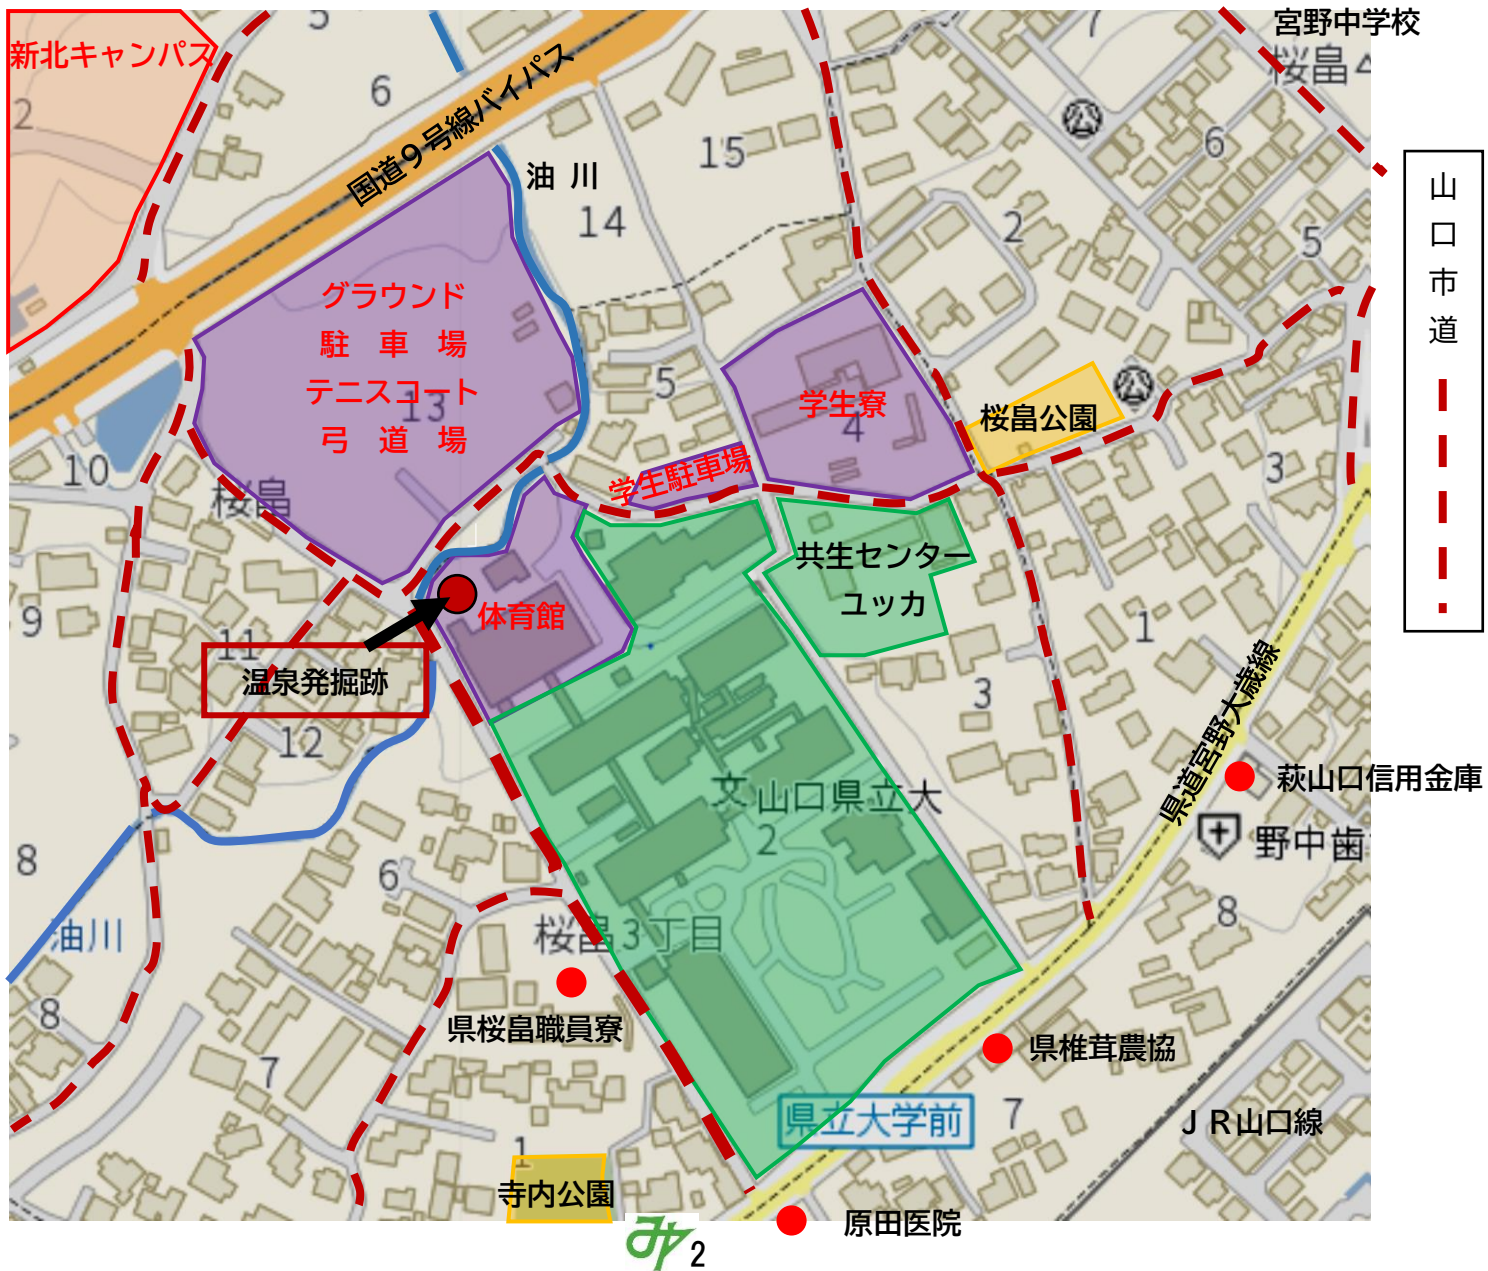 宮野中学校
新北キャンパス
5
7
桜畠4
6
国道９号線バイパス
2
15
6
油 川
山口市道
14
2
5
グラウンド
駐 車 場
テニスコート
13
弓 道 場
5
学生寮
4
桜畠公園
10
桜畠
学生駐車場
3
共生センター
ユッカ
9
11
体育館
1
温泉発掘跡
12
3
県道宮野大歳線
萩山口信用金庫
文 山口県立大
2
野中歯
8
6
8
油川
桜畠3丁目
8
県桜畠職員寮
県椎茸農協
7
県立大学前
7
ＪＲ山口線
1
寺内公園
原田医院
2